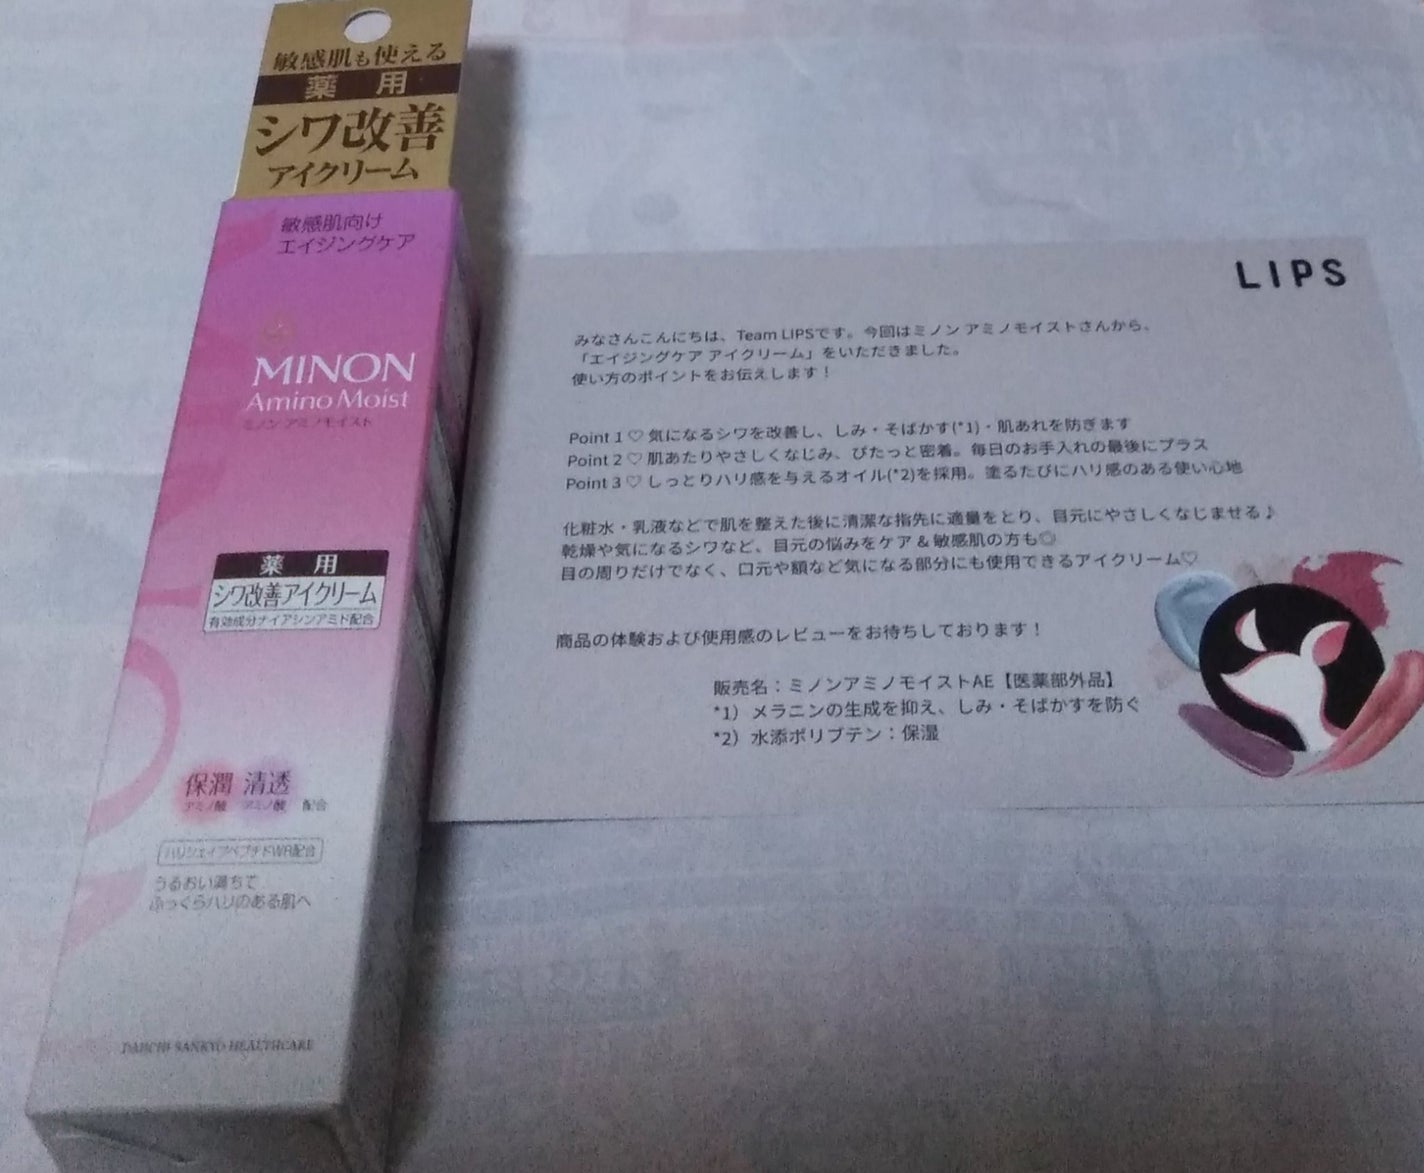 敏感肌も使える
薬用
シワ改善
アイクリーム
敏感肌向け
エイジングケア
MINON
Amino Moist
ミノン アミノモイスト
薬用
シワ改善アイクリーム
有効成分ナイアシンアミド配合
保潤 清透
アミノ酸 アミノ酸 配合
ハリシェイプペプチドWR配合
うるおい満ちて
ふっくらハリのある肌へ
DAIICHI SANKYO HEALTHCARE
LIPS
みなさんこんにちは、Team LIPSです。今回はミノン アミノモイストさんから、
「エイジングケア アイクリーム」をいただきました。
使い方のポイントをお伝えします！
Point 1 ♡ 気になるシワを改善し、しみ・そばかす(*1)・肌あれを防ぎます
Point 2 ♡ 肌あたりやさしくなじみ、ぴたっと密着。毎日のお手入れの最後にプラス
Point 3 ♡ しっとりハリ感を与えるオイル(*2)を採用。塗るたびにハリ感のある使い心地
化粧水・乳液などで肌を整えた後に清潔な指先に適量をとり、目元にやさしくなじませる♪
乾燥や気になるシワなど、目元の悩みをケア＆敏感肌の方も◎
目の周りだけでなく、口元や額など気になる部分にも使用できるアイクリーム♡
商品の体験および使用感のレビューをお待ちしております！
販売名：ミノンアミノモイストAE【医薬部外品】
*1）メラニンの生成を抑え、しみ・そばかすを防ぐ
*2）水添ポリブテン：保湿